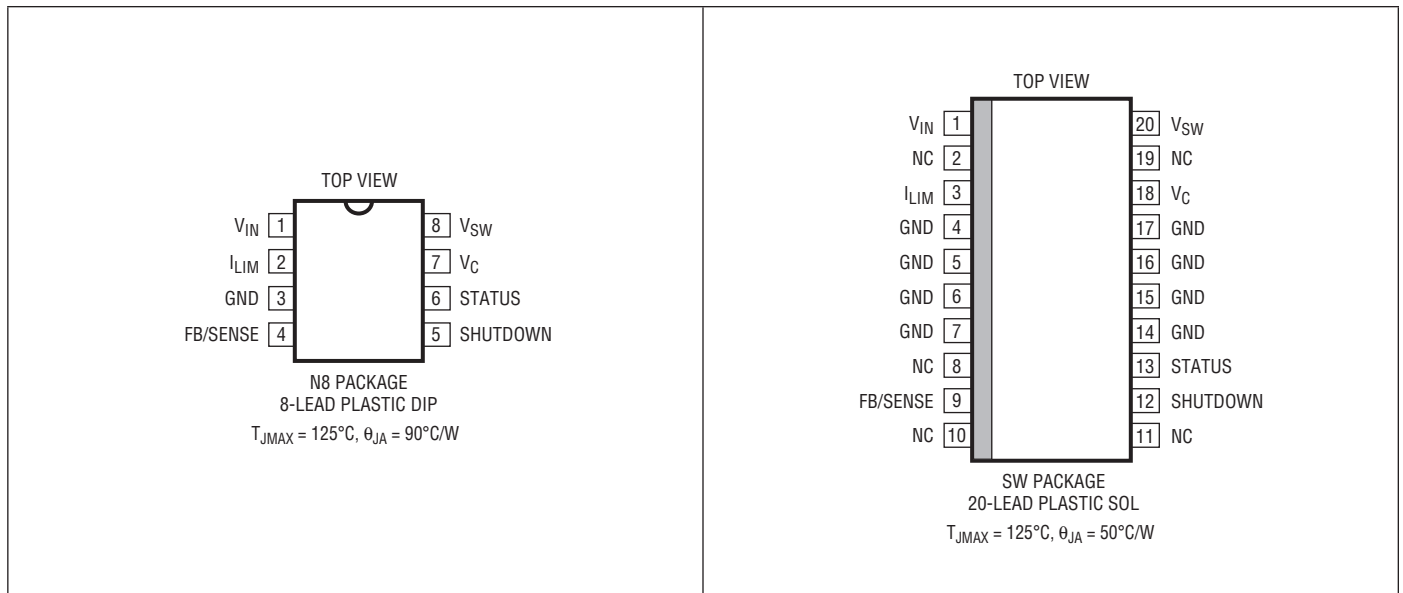 TOP VIEW
V_IN 1
I_LIM 2
GND 3
FB/SENSE 4
8 V_SW
7 V_C
6 STATUS
5 SHUTDOWN
N8 PACKAGE
8-LEAD PLASTIC DIP
T_JMAX = 125°C, θ_JA = 90°C/W
TOP VIEW
V_IN 1
NC 2
I_LIM 3
GND 4
GND 5
GND 6
GND 7
NC 8
FB/SENSE 9
NC 10
20 V_SW
19 NC
18 V_C
17 GND
16 GND
15 GND
14 GND
13 STATUS
12 SHUTDOWN
11 NC
SW PACKAGE
20-LEAD PLASTIC SOL
T_JMAX = 125°C, θ_JA = 50°C/W